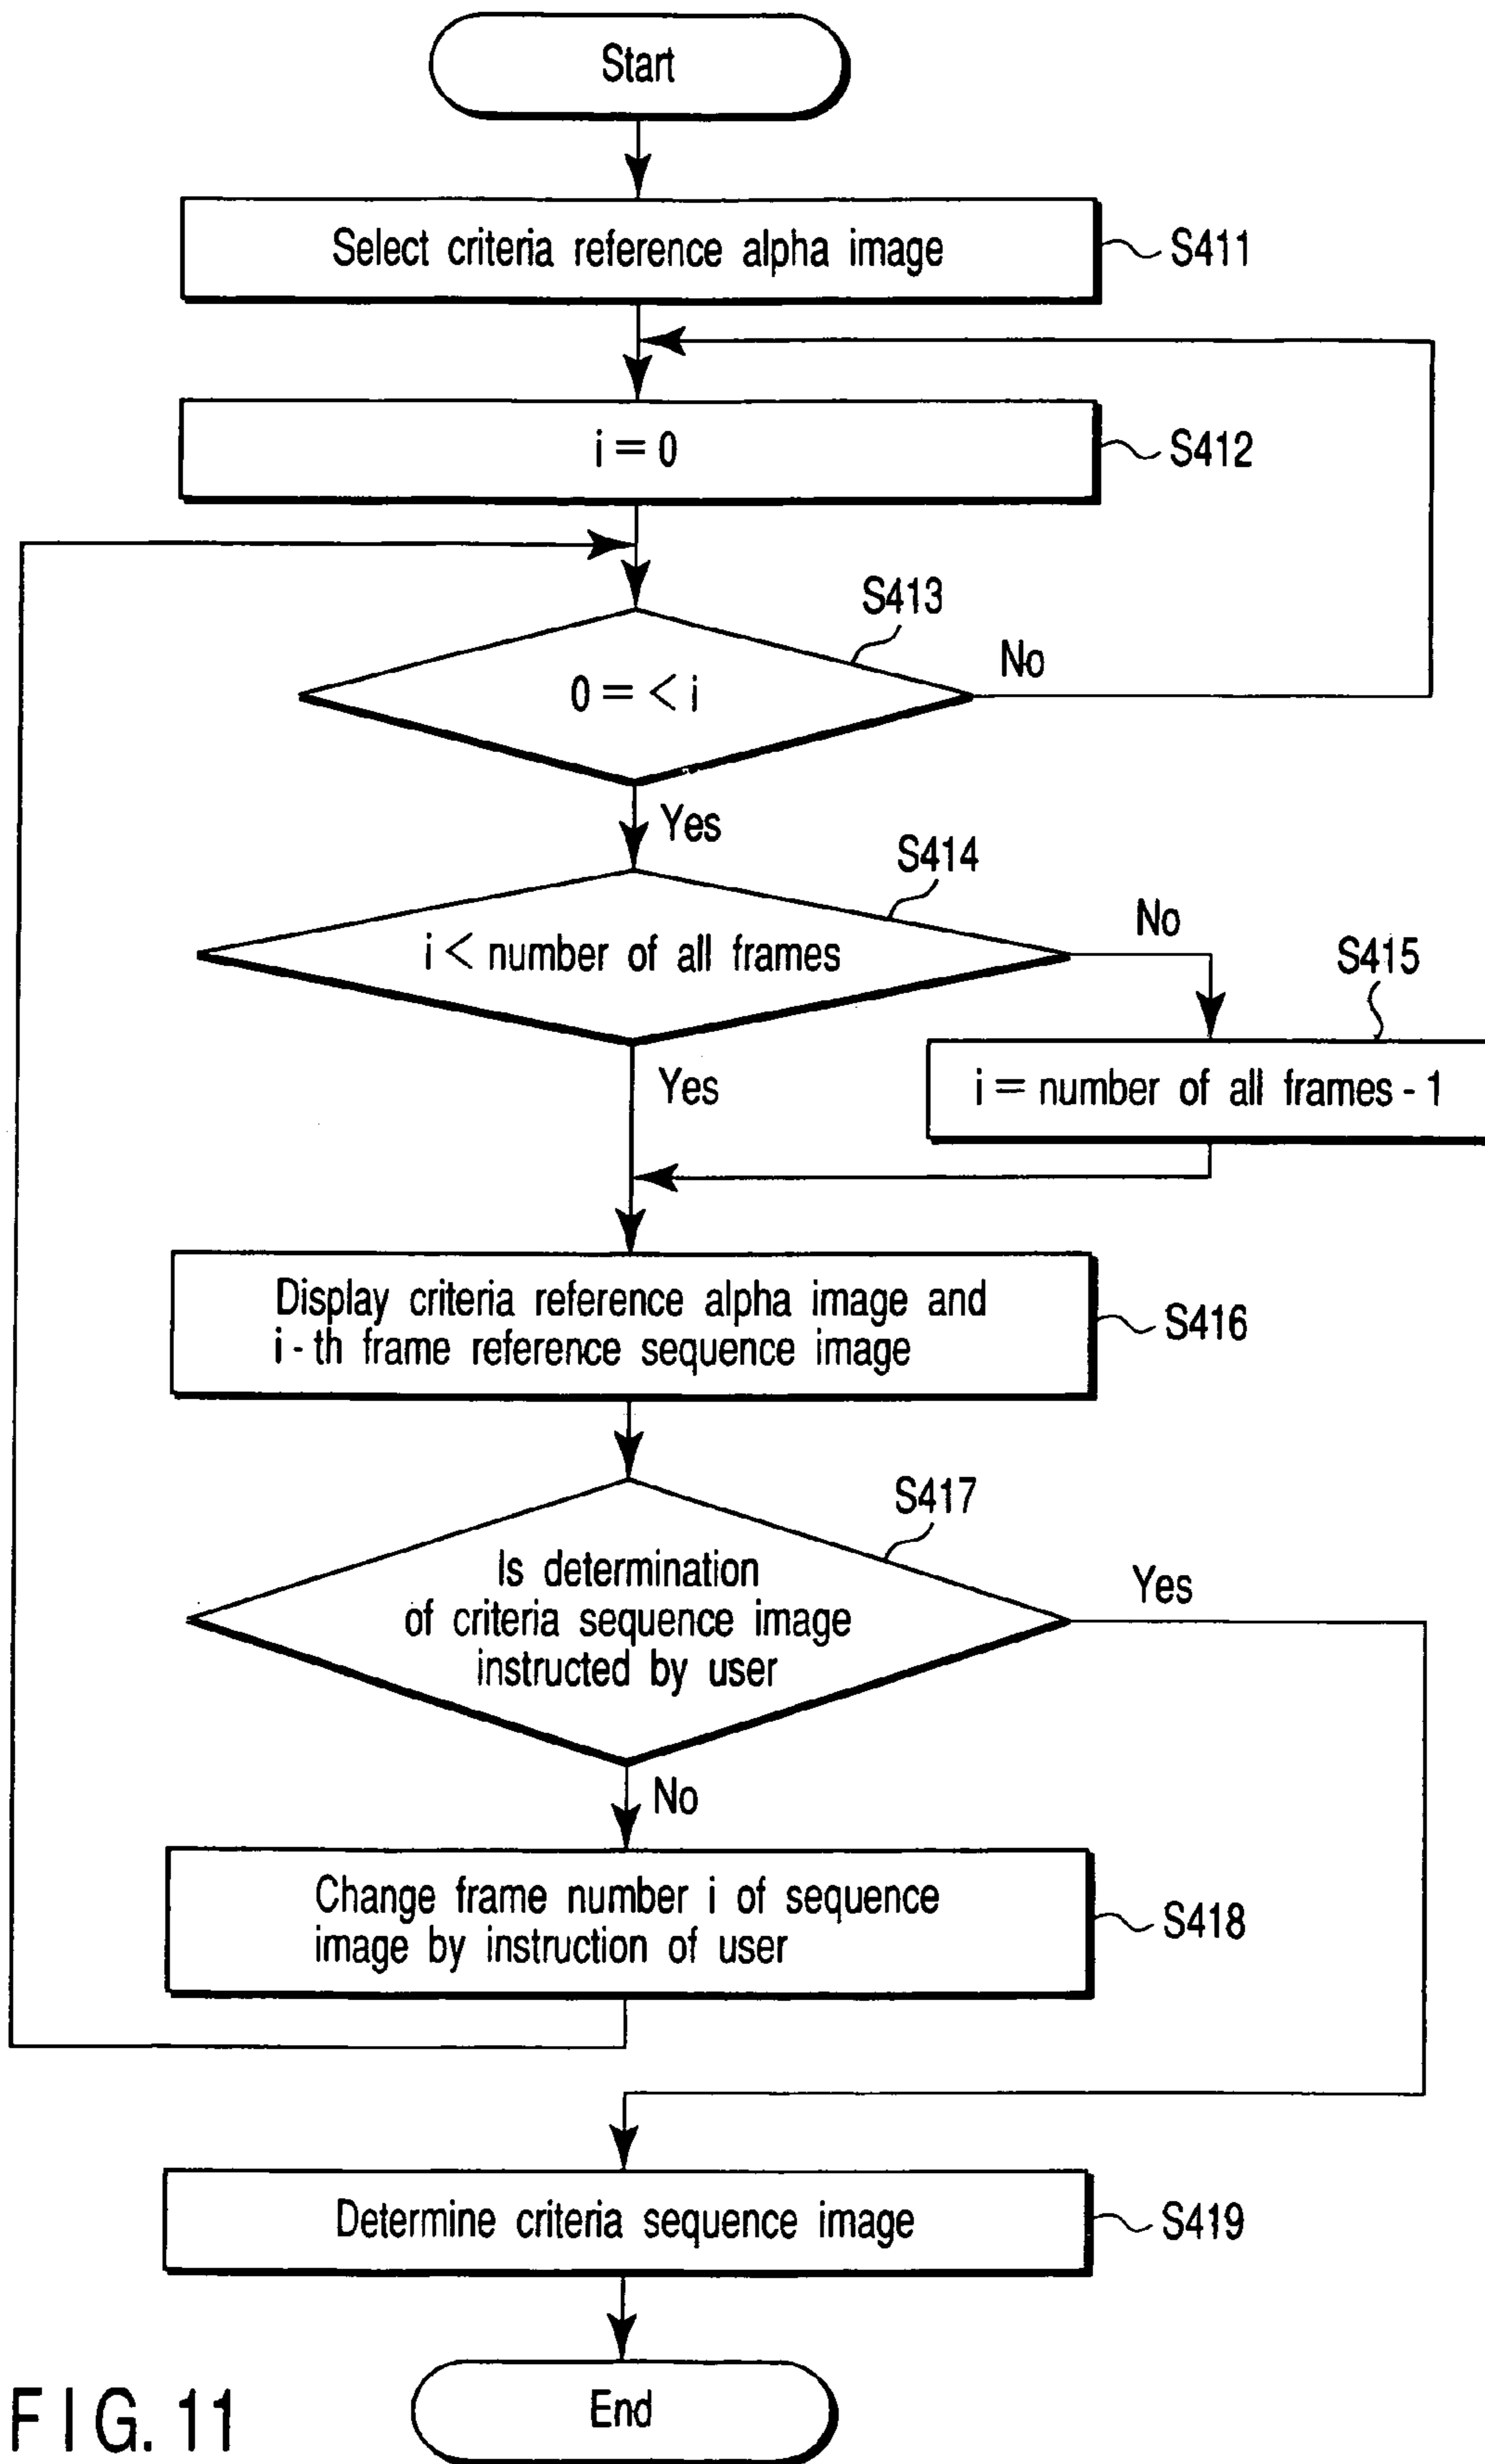 Start
Select criteria reference alpha image
S411
i = 0
S412
S413
0 = < i
No
Yes
S414
i < number of all frames
No
S415
Yes
i = number of all frames - 1
Display criteria reference alpha image and
i - th frame reference sequence image
S416
S417
Is determination
of criteria sequence image
instructed by user
Yes
No
Change frame number i of sequence
image by instruction of user
S418
Determine criteria sequence image
S419
End
FIG. 11